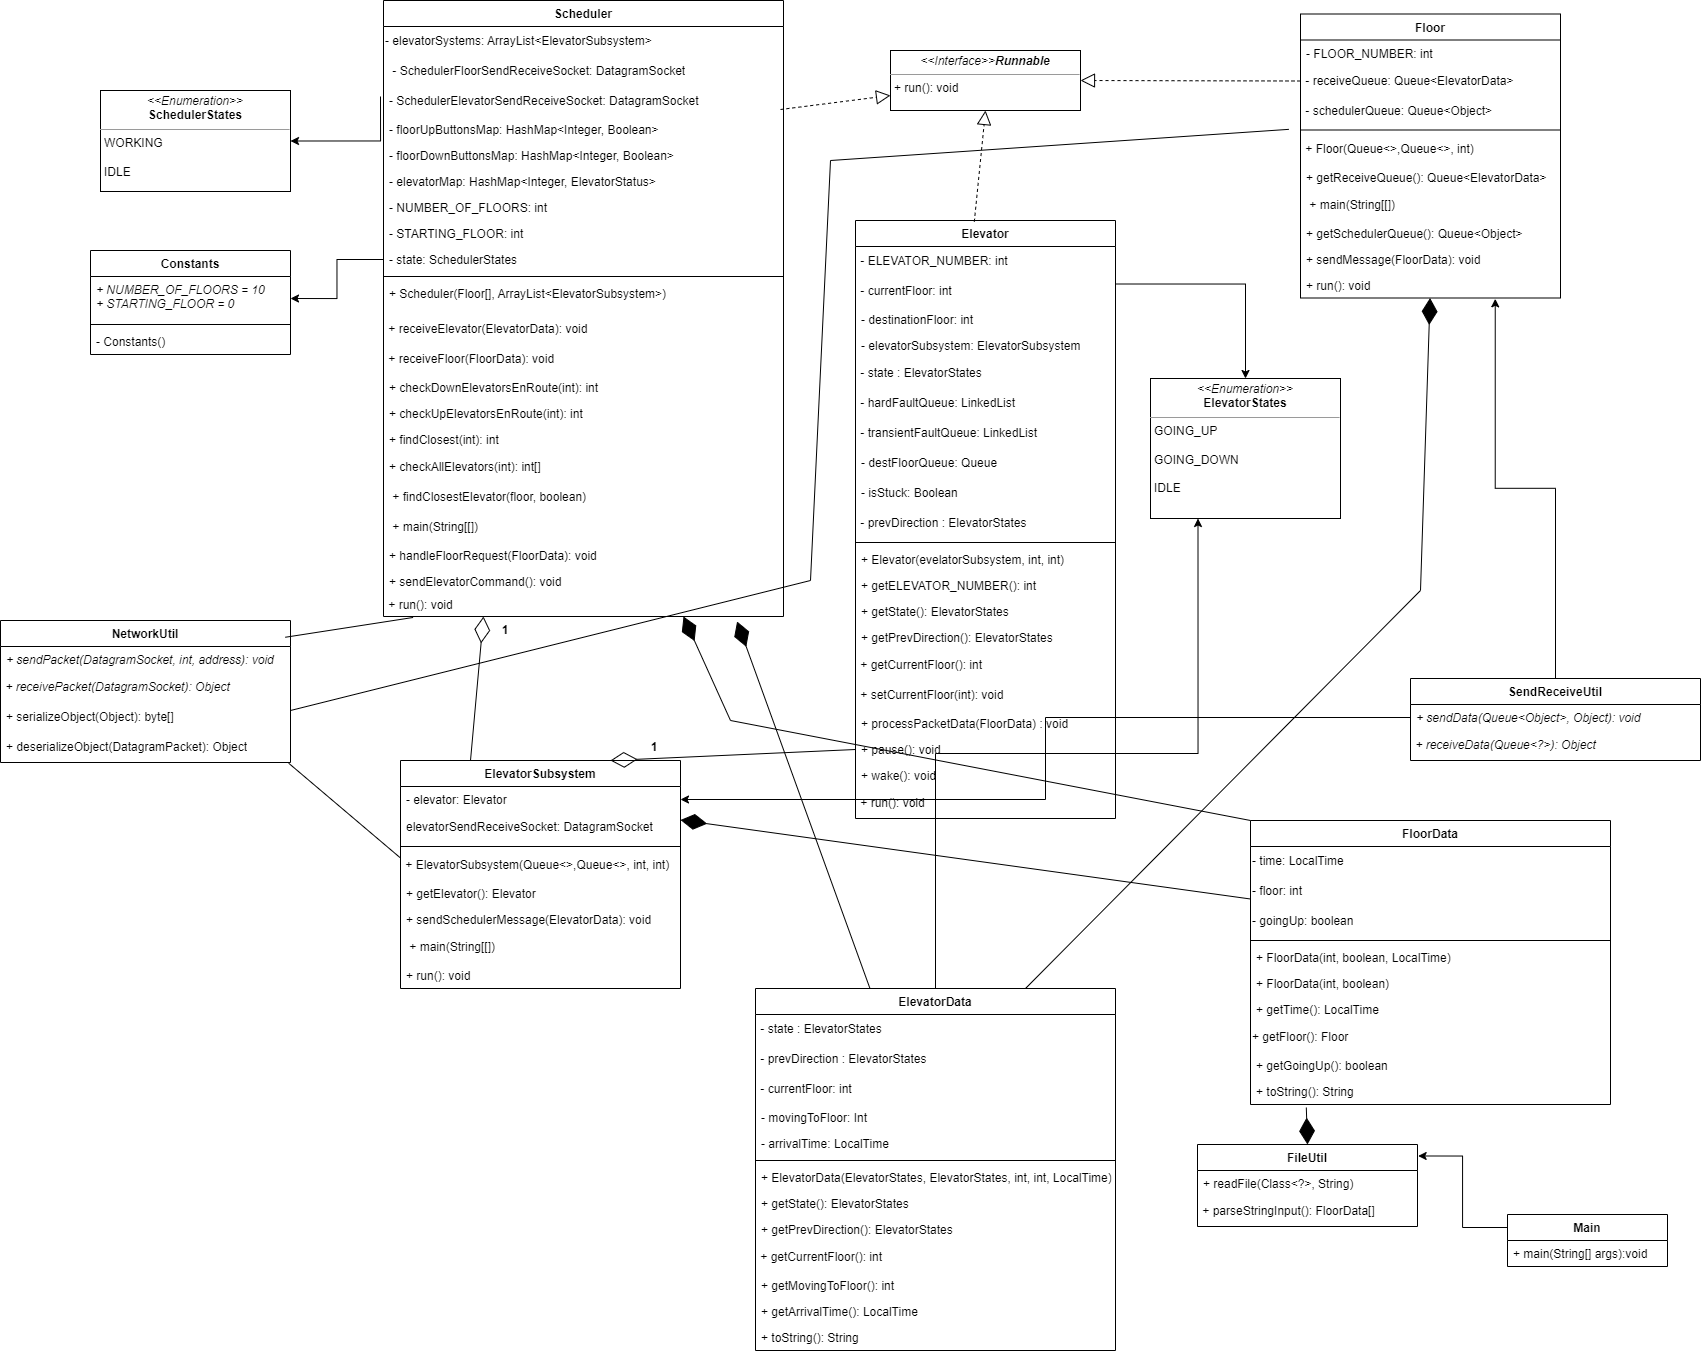 Scheduler
- elevatorSystems: ArrayList<ElevatorSubsystem>
- SchedulerFloorSendReceiveSocket: DatagramSocket
- SchedulerElevatorSendReceiveSocket: DatagramSocket
- floorUpButtonsMap: HashMap<Integer, Boolean>
- floorDownButtonsMap: HashMap<Integer, Boolean>
- elevatorMap: HashMap<Integer, ElevatorStatus>
- NUMBER_OF_FLOORS: int
- STARTING_FLOOR: int
- state: SchedulerStates
+ Scheduler(Floor[], ArrayList<ElevatorSubsystem>)
+ receiveElevator(ElevatorData): void
+ receiveFloor(FloorData): void
+ checkDownElevatorsEnRoute(int): int
+ checkUpElevatorsEnRoute(int): int
+ findClosest(int): int
+ checkAllElevators(int): int[]
+ findClosestElevator(floor, boolean)
+ main(String[[])
+ handleFloorRequest(FloorData): void
+ sendElevatorCommand(): void
+ run(): void
<<Interface>>Runnable
+ run(): void
Floor
- FLOOR_NUMBER: int
- receiveQueue: Queue<ElevatorData>
- schedulerQueue: Queue<Object>
+ Floor(Queue<>,Queue<>, int)
+ getReceiveQueue(): Queue<ElevatorData>
+ main(String[[])
+ getSchedulerQueue(): Queue<Object>
+ sendMessage(FloorData): void
+ run(): void
<<Enumeration>>
SchedulerStates
WORKING
IDLE
Constants
+ NUMBER_OF_FLOORS = 10
+ STARTING_FLOOR = 0
- Constants()
Elevator
- ELEVATOR_NUMBER: int
- currentFloor: int
- destinationFloor: int
- elevatorSubsystem: ElevatorSubsystem
- state : ElevatorStates
- hardFaultQueue: LinkedList
- transientFaultQueue: LinkedList
- destFloorQueue: Queue
- isStuck: Boolean
- prevDirection : ElevatorStates
+ Elevator(evelatorSubsystem, int, int)
+ getELEVATOR_NUMBER(): int
+ getState(): ElevatorStates
+ getPrevDirection(): ElevatorStates
+ getCurrentFloor(): int
+ setCurrentFloor(int): void
+ processPacketData(FloorData) : void
+ pause(): void
+ wake(): void
+ run(): void
<<Enumeration>>
ElevatorStates
GOING_UP
GOING_DOWN
IDLE
NetworkUtil
+ sendPacket(DatagramSocket, int, address): void
+ receivePacket(DatagramSocket): Object
+ serializeObject(Object): byte[]
+ deserializeObject(DatagramPacket): Object
1
1
SendReceiveUtil
+ sendData(Queue<Object>, Object): void
+ receiveData(Queue<?>): Object
ElevatorSubsystem
- elevator: Elevator
elevatorSendReceiveSocket: DatagramSocket
+ ElevatorSubsystem(Queue<>,Queue<>, int, int)
+ getElevator(): Elevator
+ sendSchedulerMessage(ElevatorData): void
+ main(String[[])
+ run(): void
FloorData
- time: LocalTime
- floor: int
- goingUp: boolean
+ FloorData(int, boolean, LocalTime)
+ FloorData(int, boolean)
+ getTime(): LocalTime
+ getFloor(): Floor
+ getGoingUp(): boolean
+ toString(): String
ElevatorData
- state : ElevatorStates
- prevDirection : ElevatorStates
- currentFloor: int
- movingToFloor: Int
- arrivalTime: LocalTime
+ ElevatorData(ElevatorStates, ElevatorStates, int, int, LocalTime)
+ getState(): ElevatorStates
+ getPrevDirection(): ElevatorStates
+ getCurrentFloor(): int
+ getMovingToFloor(): int
+ getArrivalTime(): LocalTime
+ toString(): String
FileUtil
+ readFile(Class<?>, String)
+ parseStringInput(): FloorData[]
Main
+ main(String[] args):void